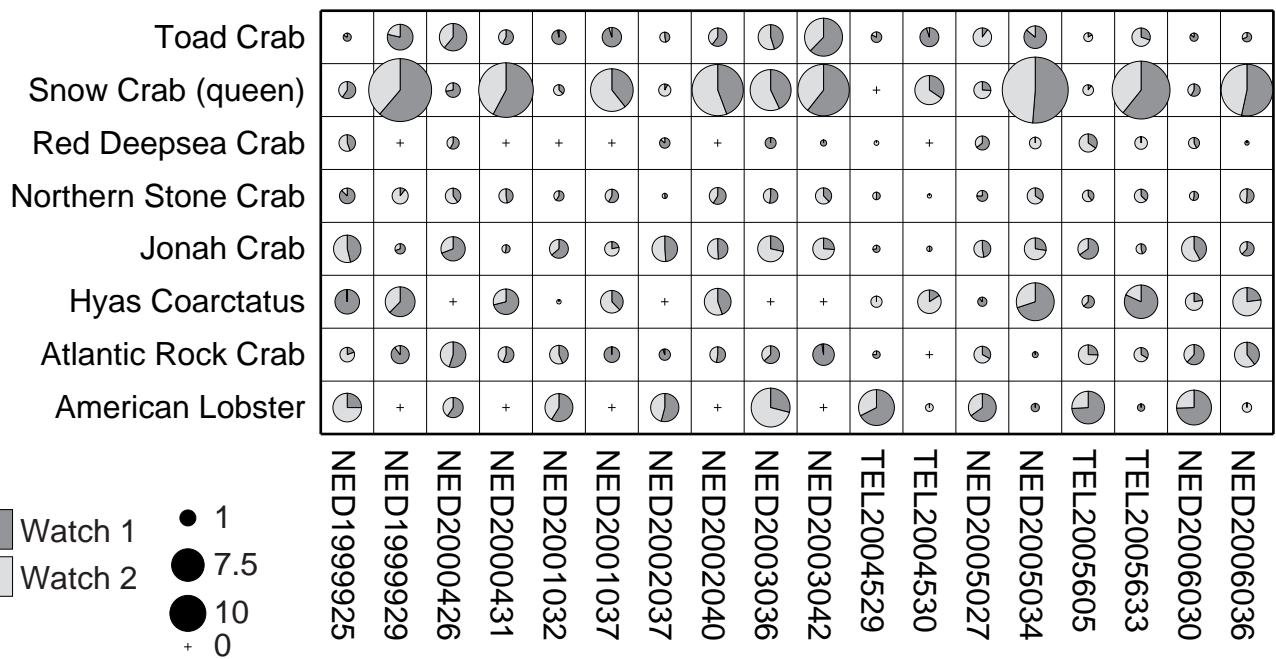 Toad Crab
Snow Crab (queen)
Red Deepsea Crab
Northern Stone Crab
Jonah Crab
Hyas Coarctatus
Atlantic Rock Crab
American Lobster
NED1999925
NED1999929
NED2000426
NED2000431
NED2001032
NED2001037
NED2002037
NED2002040
NED2003036
NED2003042
TEL2004529
TEL2004530
NED2005027
NED2005034
TEL2005605
TEL2005633
NED2006030
NED2006036
Watch 1
Watch 2
1
7.5
10
0